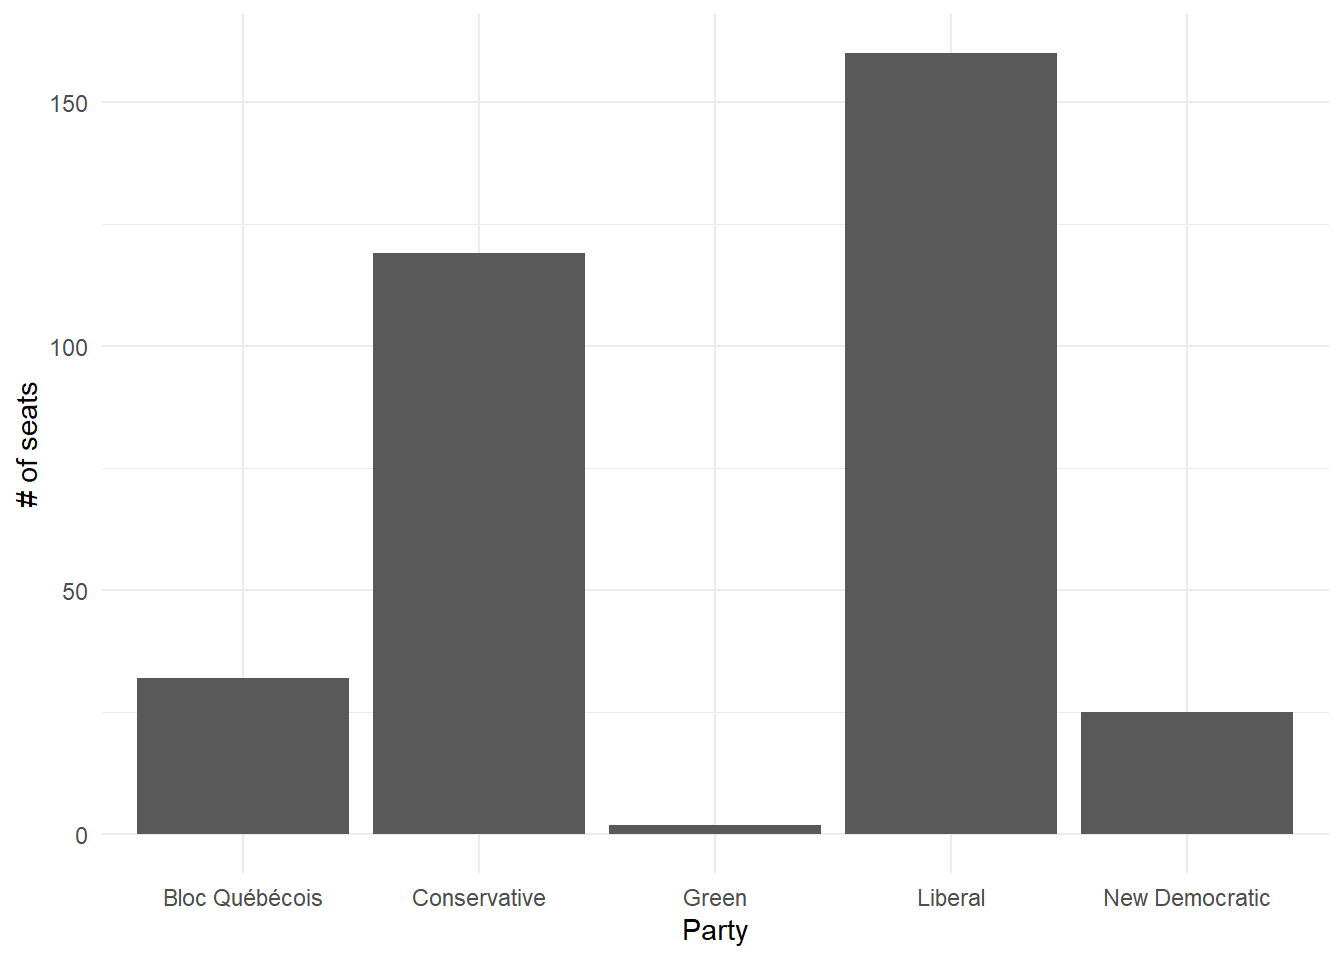 150
100
50
0
# of seats
Bloc Québécois
Conservative
Green
Liberal
New Democratic
Party